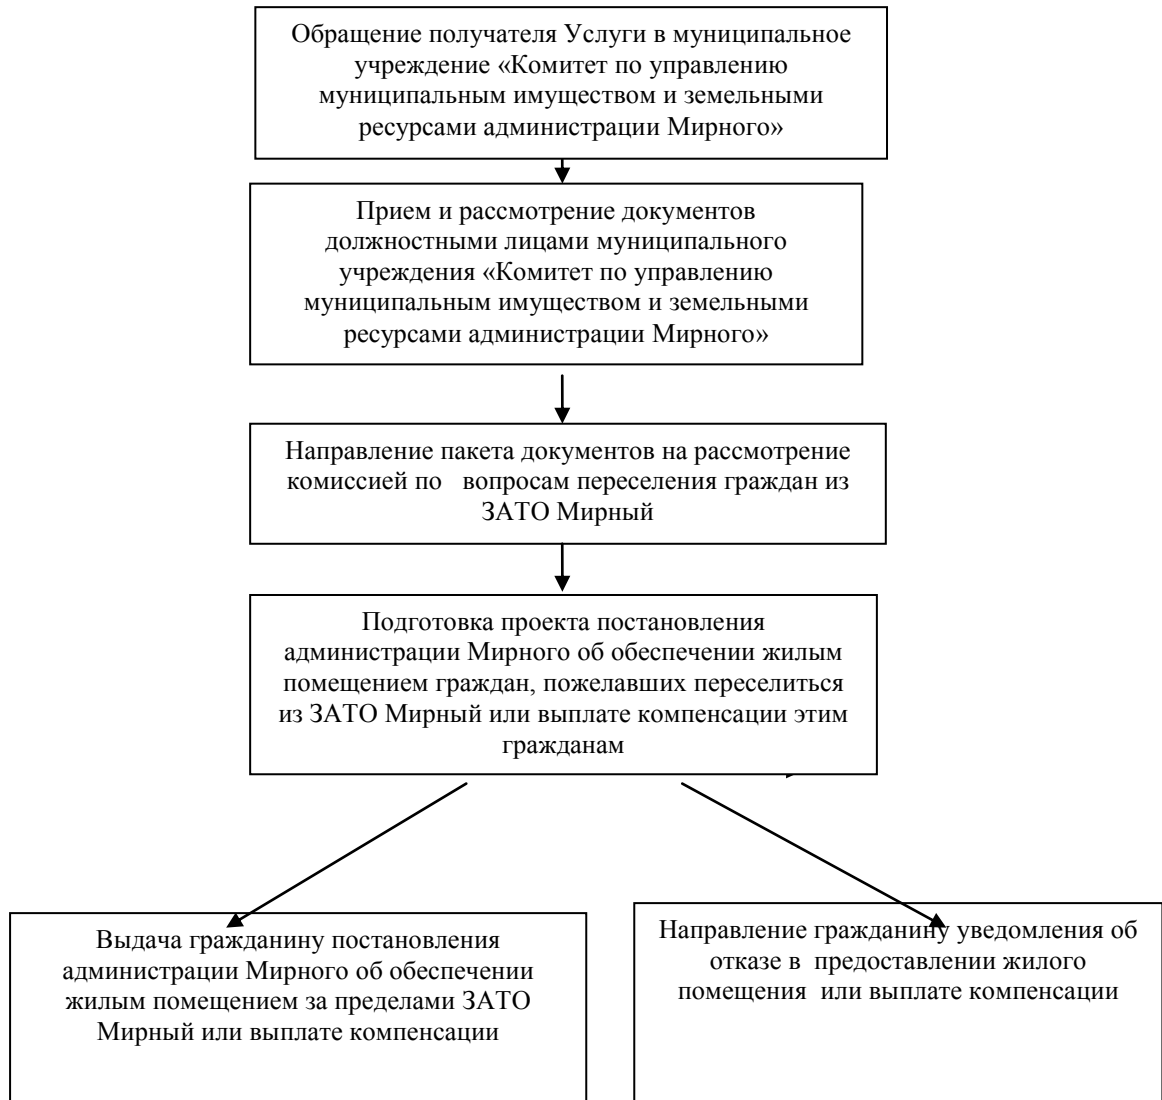 Обращение получателя Услуги в муниципальное
учреждение «Комитет по управлению
муниципальным имуществом и земельными
ресурсами администрации Мирного»
Прием и рассмотрение документов
должностными лицами муниципального
учреждения «Комитет по управлению
муниципальным имуществом и земельными
ресурсами администрации Мирного»
Направление пакета документов на рассмотрение
комиссией по вопросам переселения граждан из
ЗАТО Мирный
Подготовка проекта постановления
администрации Мирного об обеспечении жилым
помещением граждан, пожелавших переселиться
из ЗАТО Мирный или выплате компенсации этим
гражданам
Выдача гражданину постановления
администрации Мирного об обеспечении
жилым помещением за пределами ЗАТО
Мирный или выплате компенсации
Направление гражданину уведомления об
отказе в предоставлении жилого
помещения или выплате компенсации